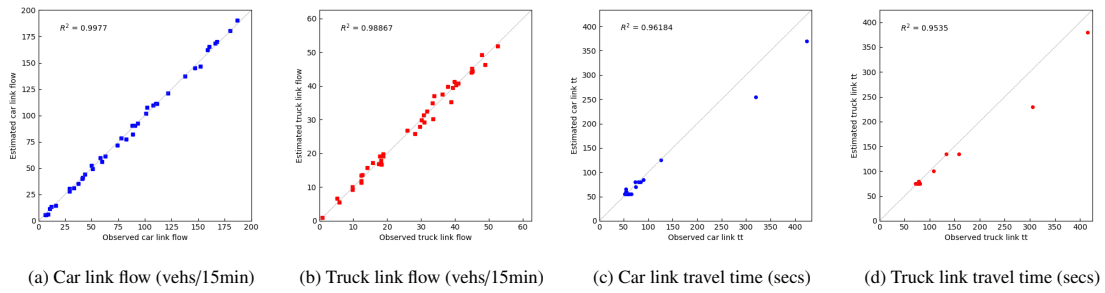 R² = 0.9977
Estimated car link flow
200
175
150
125
100
75
50
25
0
0 25 50 75 100 125 150 175 200
Observed car link flow
(a) Car link flow (vehs/15min)
R² = 0.98867
Estimated truck link flow
60
50
40
30
20
10
0
0 10 20 30 40 50 60
Observed truck link flow
(b) Truck link flow (vehs/15min)
R² = 0.96184
Estimated car link tt
400
350
300
250
200
150
100
50
0
0 50 100 150 200 250 300 350 400
Observed car link tt
(c) Car link travel time (secs)
R² = 0.9535
Estimated truck link tt
400
350
300
250
200
150
100
50
0
0 50 100 150 200 250 300 350 400
Observed truck link tt
(d) Truck link travel time (secs)